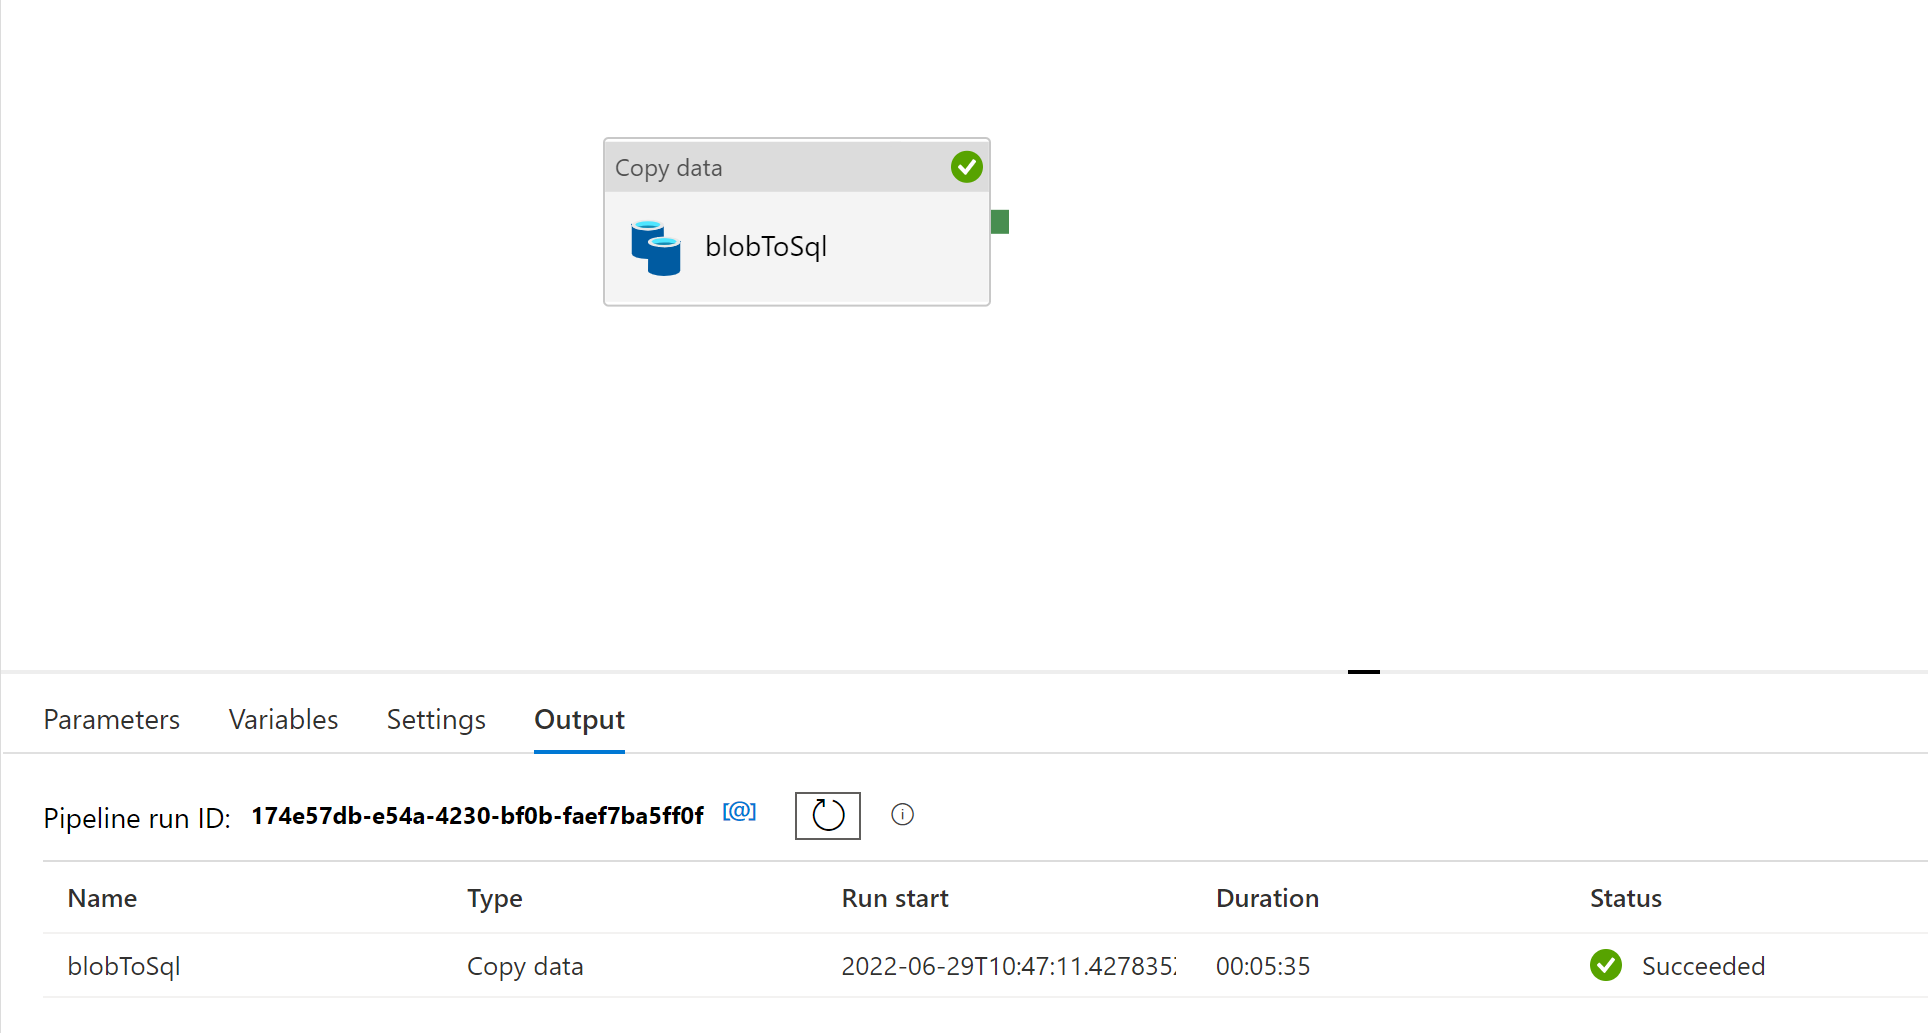 Copy data
blobToSql
Parameters Variables Settings Output
Pipeline run ID: 174e57db-e54a-4230-bf0b-faef7ba5ff0f [@]
Name Type Run start Duration Status
blobToSql Copy data 2022-06-29T10:47:11.427835 00:05:35 Succeeded